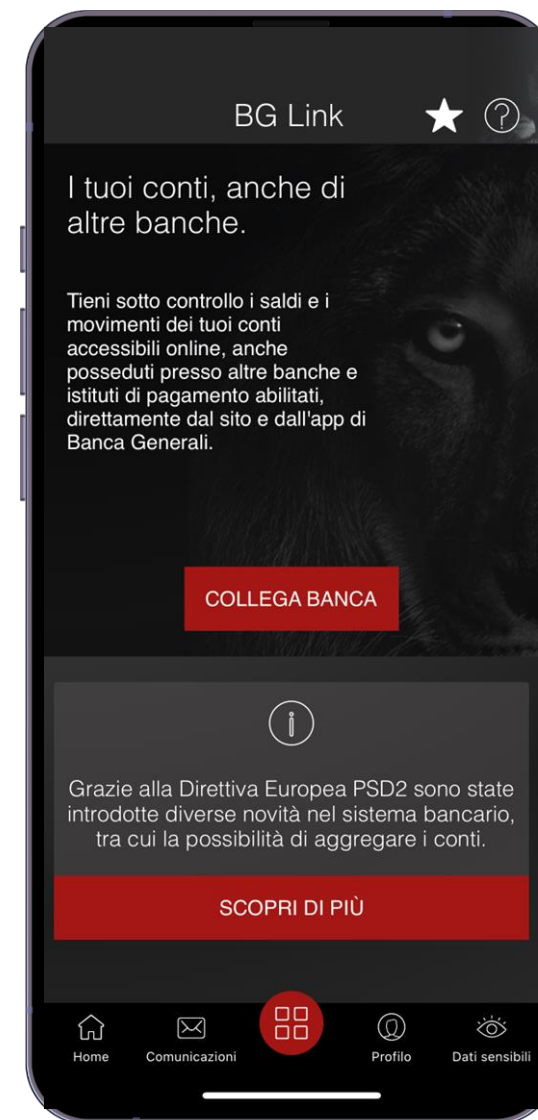 BG Link
I tuoi conti, anche di
altre banche.
Tieni sotto controllo i saldi e i
movimenti dei tuoi conti
accessibili online, anche
posseduti presso altre banche e
istituti di pagamento abilitati,
direttamente dal sito e dall'app di
Banca Generali.
COLLEGA BANCA
Grazie alla Direttiva Europea PSD2 sono state
introdotte diverse novità nel sistema bancario,
tra cui la possibilità di aggregare i conti.
SCOPRI DI PIÙ
Home Comunicazioni Profilo Dati sensibili